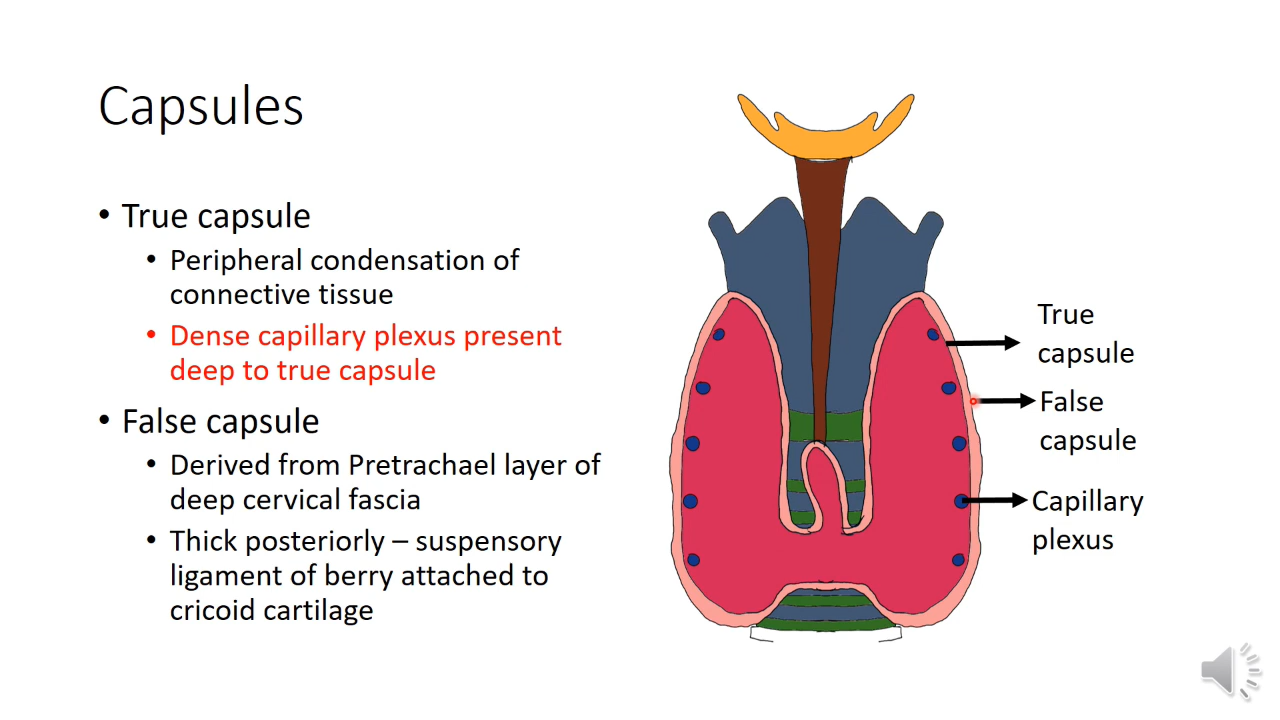 Capsules
• True capsule
• Peripheral condensation of
connective tissue
• Dense capillary plexus present
deep to true capsule
• False capsule
• Derived from Pretrachael layer of
deep cervical fascia
• Thick posteriorly – suspensory
ligament of berry attached to
cricoid cartilage
True
capsule
False
capsule
Capillary
plexus